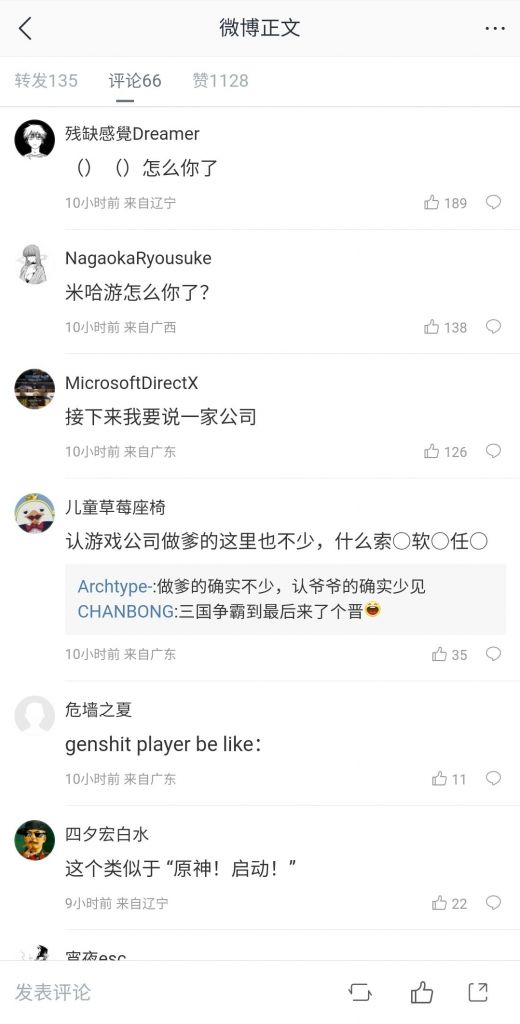 微博正文
转发135 评论66 赞1128
残缺感覺Dreamer
（）（）怎么你了
10小时前 来自辽宁 189
NagaokaRyousuke
米哈游怎么你了？
10小时前 来自广西 138
MicrosoftDirectX
接下来我要说一家公司
10小时前 来自广东 126
儿童草莓座椅
认游戏公司做爹的这里也不少，什么索〇软〇任〇
Archtype-:做爹的确实不少，认爷爷的确实少见
CHANBONG:三国争霸到最后来了个晋😆
10小时前 来自广东 35
危墙之夏
genshit player be like：
10小时前 来自广东 11
四夕宏白水
这个类似于 “原神！启动！”
9小时前 来自辽宁 22
宵夜esc
发表评论